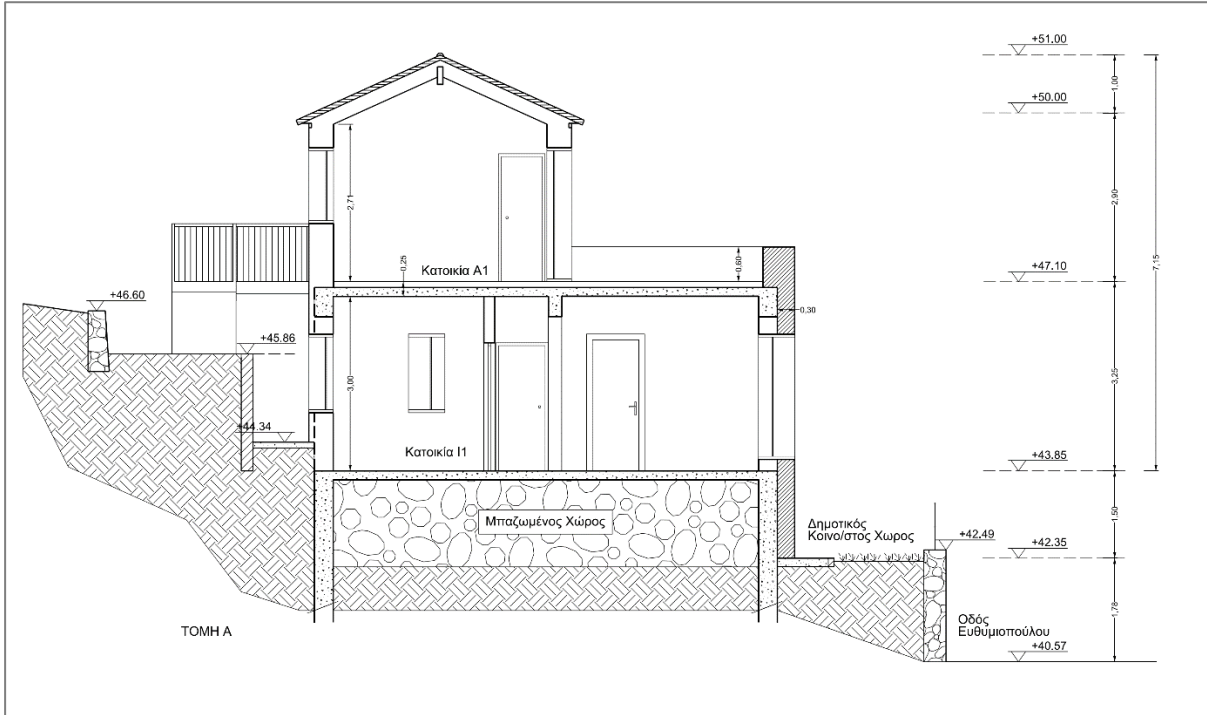 +51.00
1,00
+50.00
2,90
7,15
2,71
0,25
Κατοικία Α1
0,60
+47.10
+46.60
0,30
+45.86
3,25
3,00
+44.34
Κατοικία Ι1
+43.85
1,50
Μπαζωμένος Χώρος
Δημοτικός
Κοινο/στος Χωρος
+42.49
+42.35
1,78
Οδός
Ευθυμιοπούλου
ΤΟΜΗ Α
+40.57